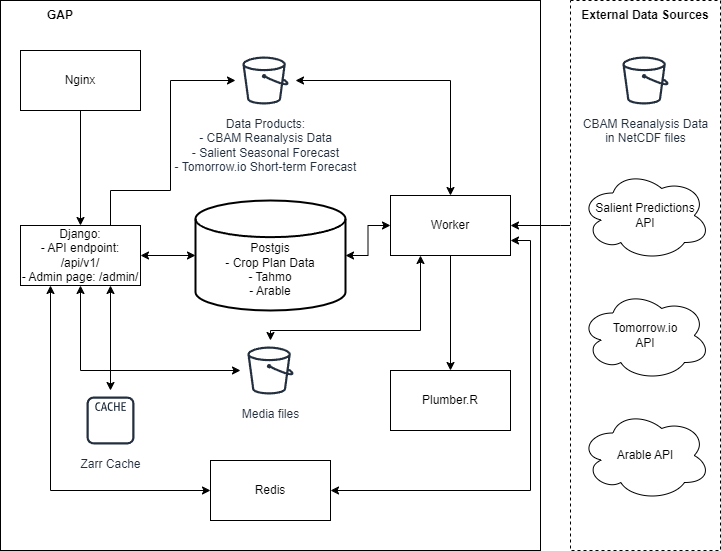 GAP
External Data Sources
Nginx
Data Products:
- CBAM Reanalysis Data
- Salient Seasonal Forecast
- Tomorrow.io Short-term Forecast
CBAM Reanalysis Data
in NetCDF files
Salient Predictions
API
Worker
Django:
- API endpoint:
/api/v1/
- Admin page: /admin/
Postgis
- Crop Plan Data
- Tahmo
- Arable
Tomorrow.io
API
Media files
Plumber.R
CACHE
Zarr Cache
Arable API
Redis